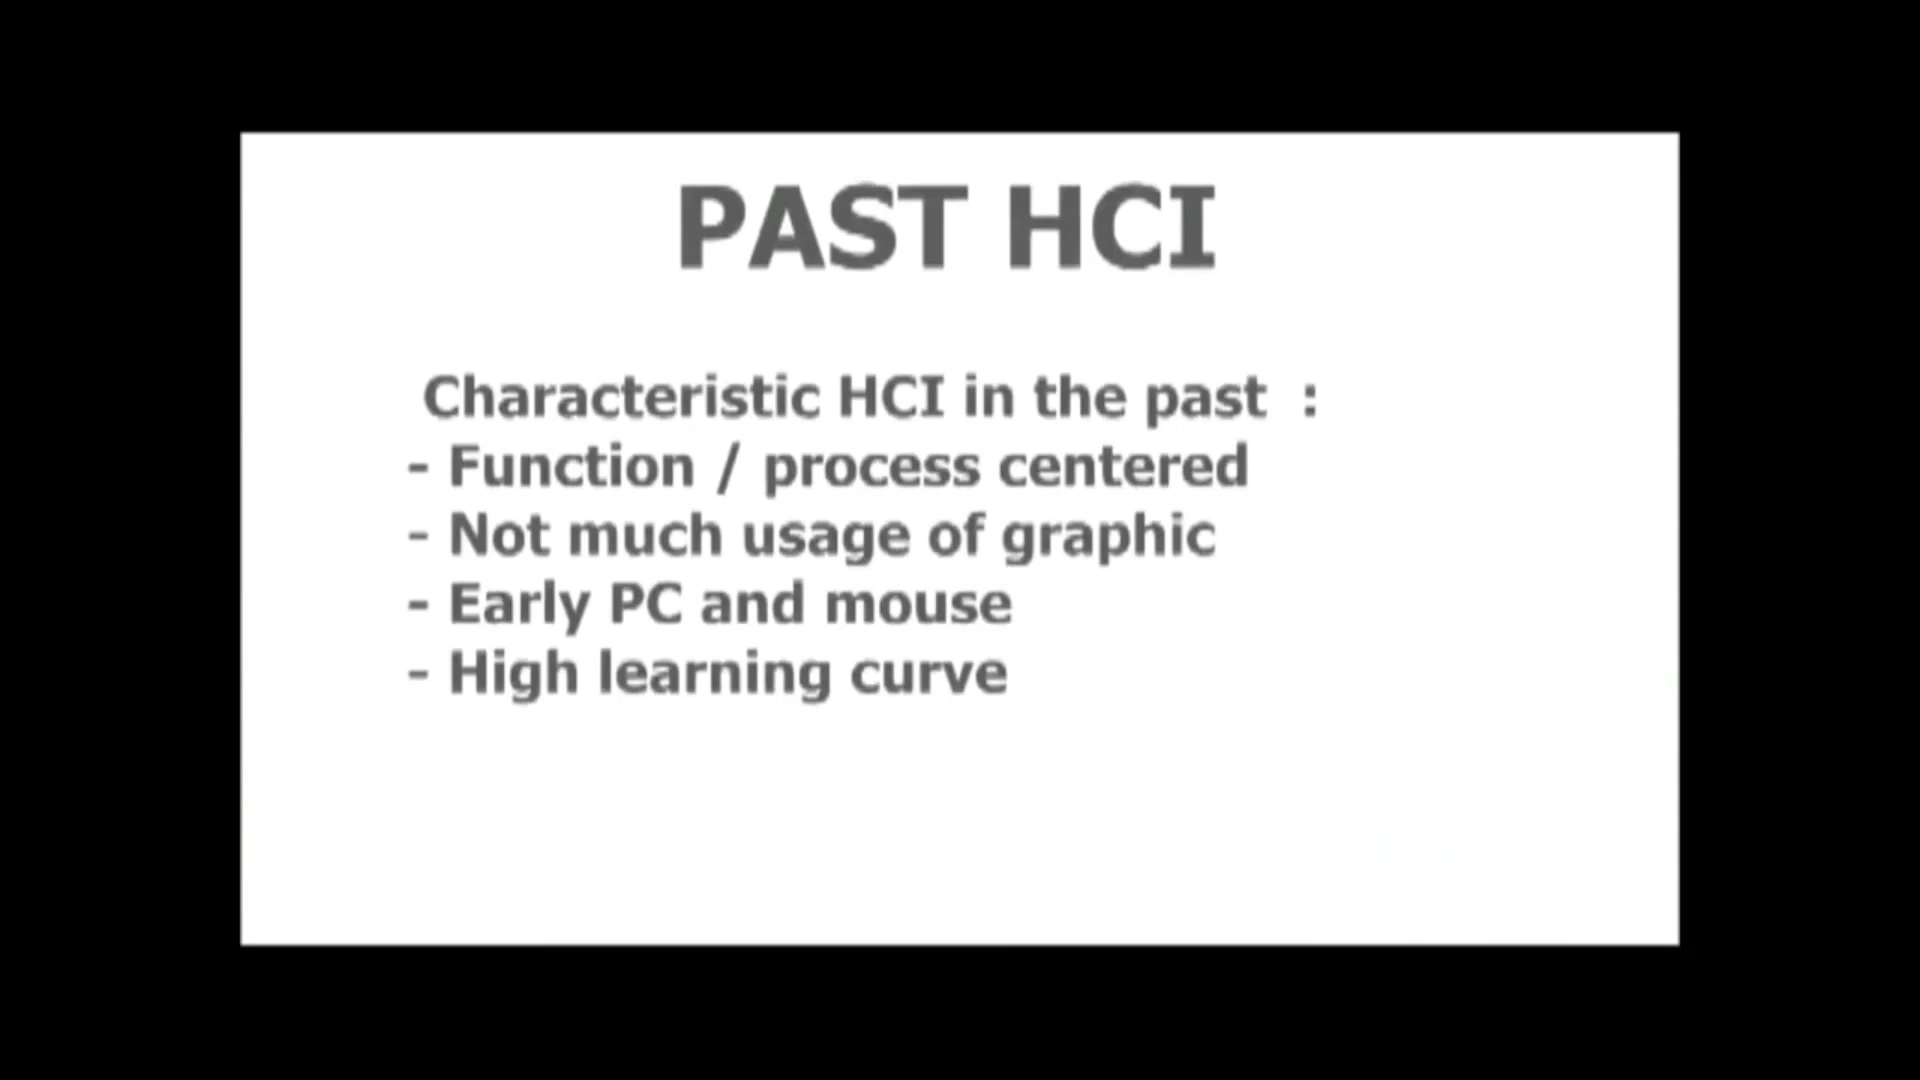 PAST HCI
Characteristic HCI in the past :
- Function / process centered
- Not much usage of graphic
- Early PC and mouse
- High learning curve